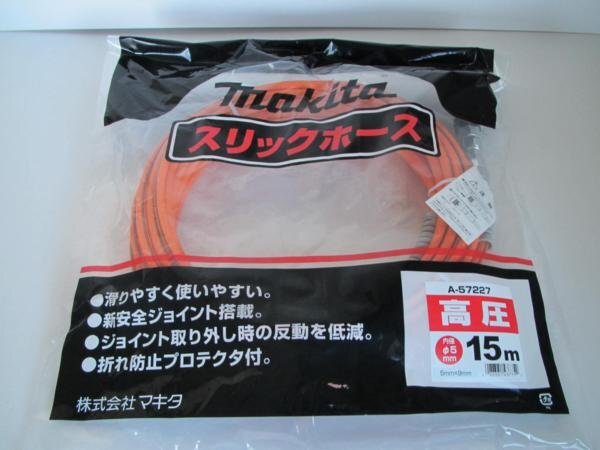 makita
スリックホース
●滑りやすく使いやすい。
●新安全ジョイント搭載。
●ジョイント取り外し時の反動を低減。
●折れ防止プロテクタ付。
株式会社マキタ
A-57227
高圧
内径
φ5
mm
15m
5mm×9mm